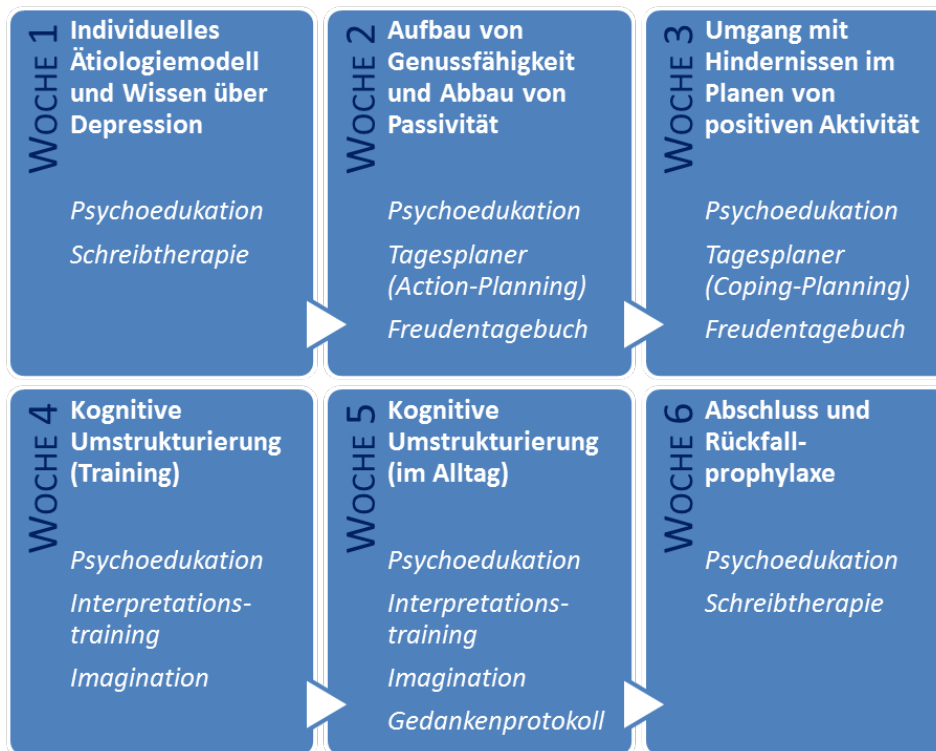 WOCHE 1
Individuelles
Ätiologiemodell
und Wissen über
Depression
Psychoedukation
Schreibtherapie
WOCHE 2
Aufbau von
Genussfähigkeit
und Abbau von
Passivität
Psychoedukation
Tagesplaner
(Action-Planning)
Freudentagebuch
WOCHE 3
Umgang mit
Hindernissen im
Planen von
positiven Aktivität
Psychoedukation
Tagesplaner
(Coping-Planning)
Freudentagebuch
WOCHE 4
Kognitive
Umstrukturierung
(Training)
Psychoedukation
Interpretations-
training
Imagination
WOCHE 5
Kognitive
Umstrukturierung
(im Alltag)
Psychoedukation
Interpretations-
training
Imagination
Gedankenprotokoll
WOCHE 6
Abschluss und
Rückfall-
prophylaxe
Psychoedukation
Schreibtherapie